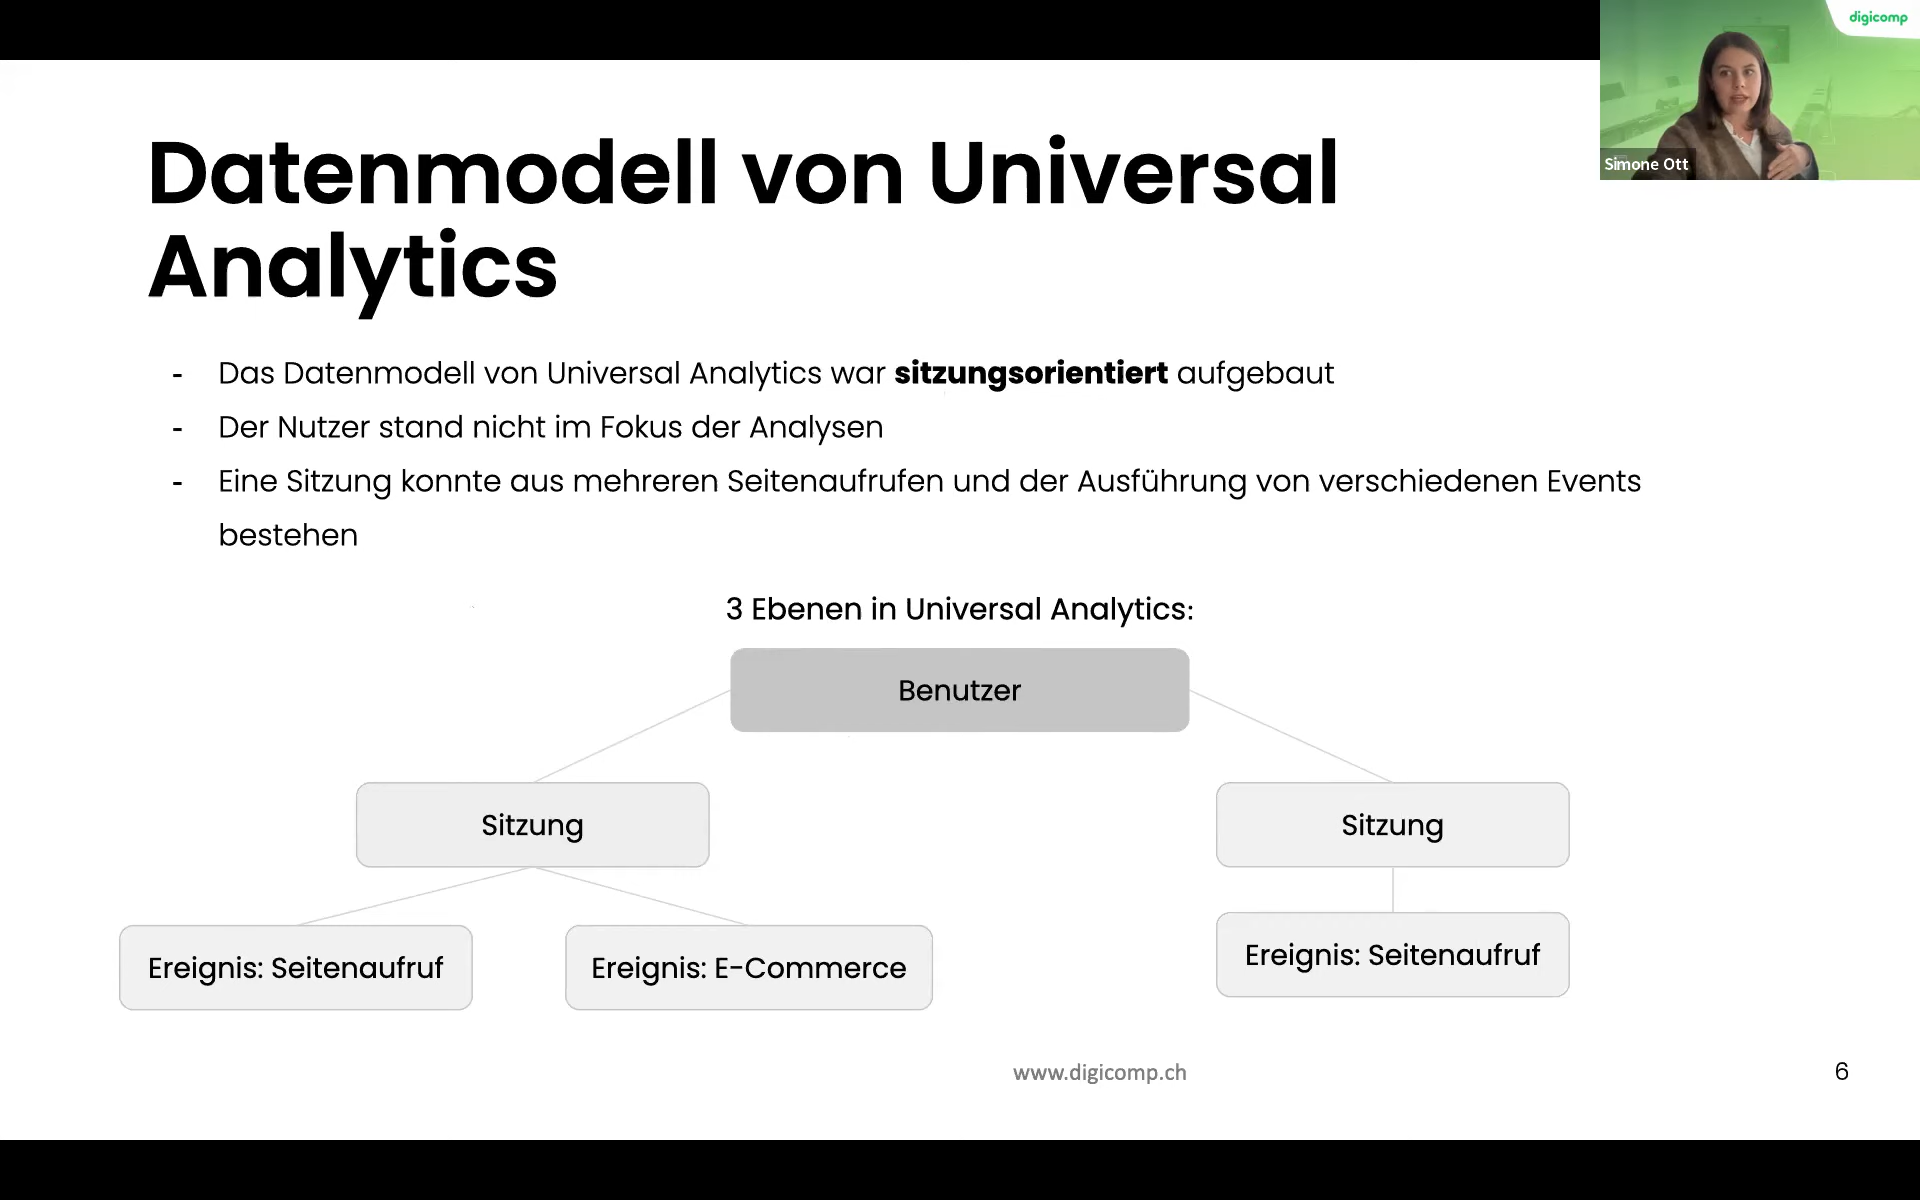 digicomp
Simone Ott
Datenmodell von Universal
Analytics
- Das Datenmodell von Universal Analytics war sitzungsorientiert aufgebaut
- Der Nutzer stand nicht im Fokus der Analysen
- Eine Sitzung konnte aus mehreren Seitenaufrufen und der Ausführung von verschiedenen Events
bestehen
3 Ebenen in Universal Analytics:
Benutzer
Sitzung
Sitzung
Ereignis: Seitenaufruf
Ereignis: E-Commerce
Ereignis: Seitenaufruf
www.digicomp.ch
6